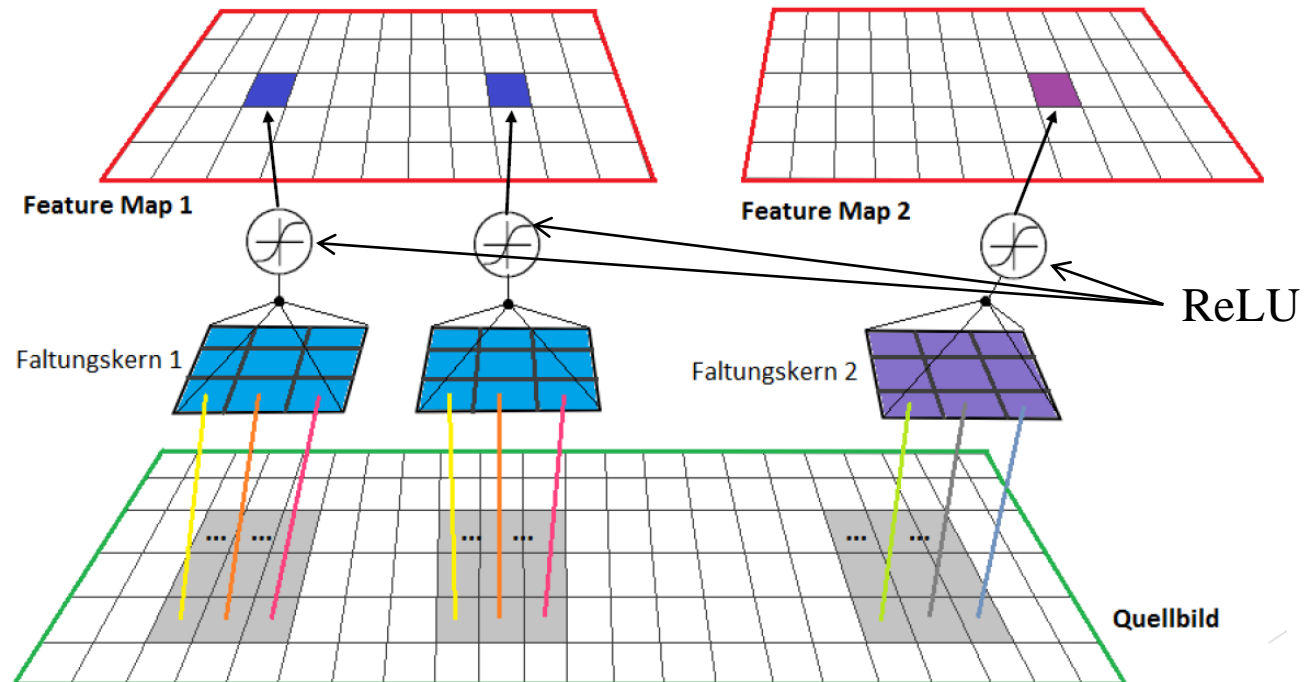 Feature Map 1
Feature Map 2
ReLU
Faltungskern 1
Faltungskern 2
... ...
... ...
... ...
Quellbild